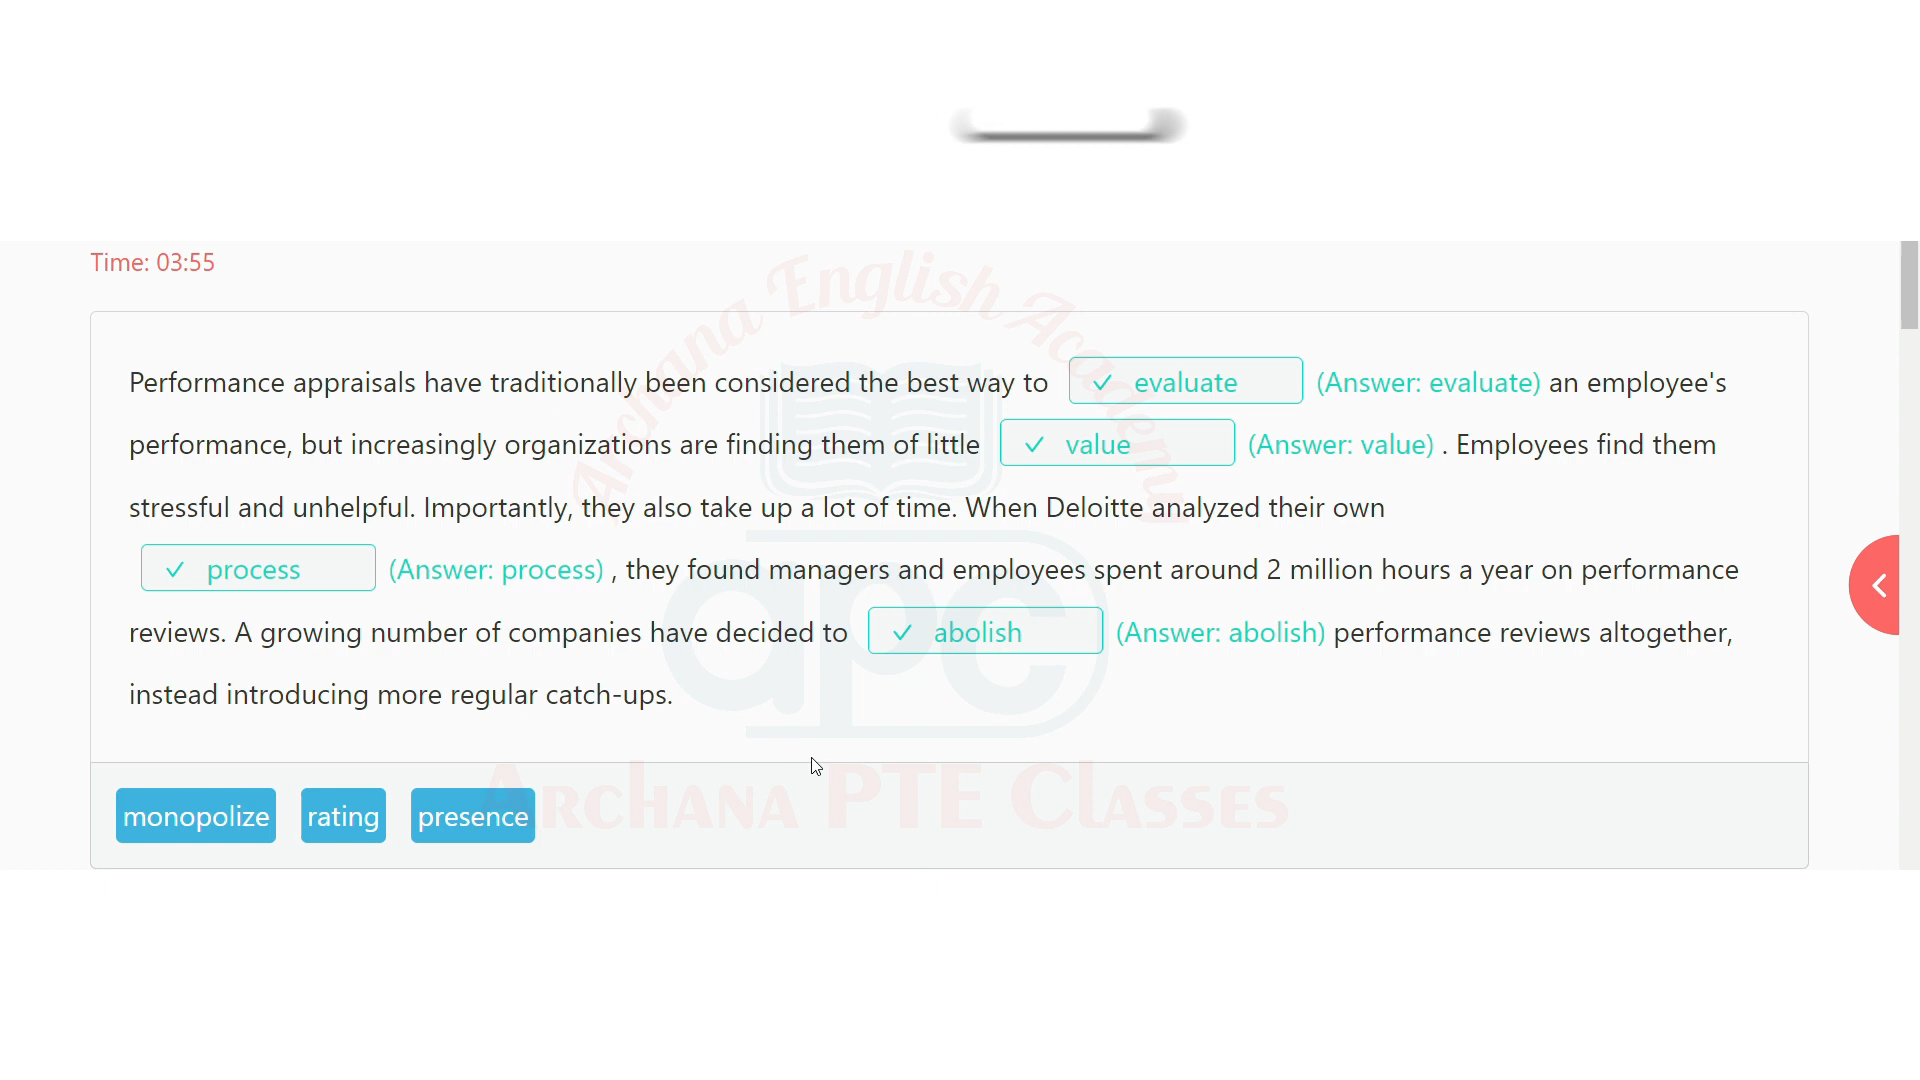 Time: 03:55
Archana English Academy
Performance appraisals have traditionally been considered the best way to ✓ evaluate (Answer: evaluate) an employee's
performance, but increasingly organizations are finding them of little ✓ value (Answer: value) . Employees find them
stressful and unhelpful. Importantly, they also take up a lot of time. When Deloitte analyzed their own
✓ process (Answer: process) , they found managers and employees spent around 2 million hours a year on performance
reviews. A growing number of companies have decided to ✓ abolish (Answer: abolish) performance reviews altogether,
instead introducing more regular catch-ups.
apc
Archana PTE Classes
monopolize rating presence